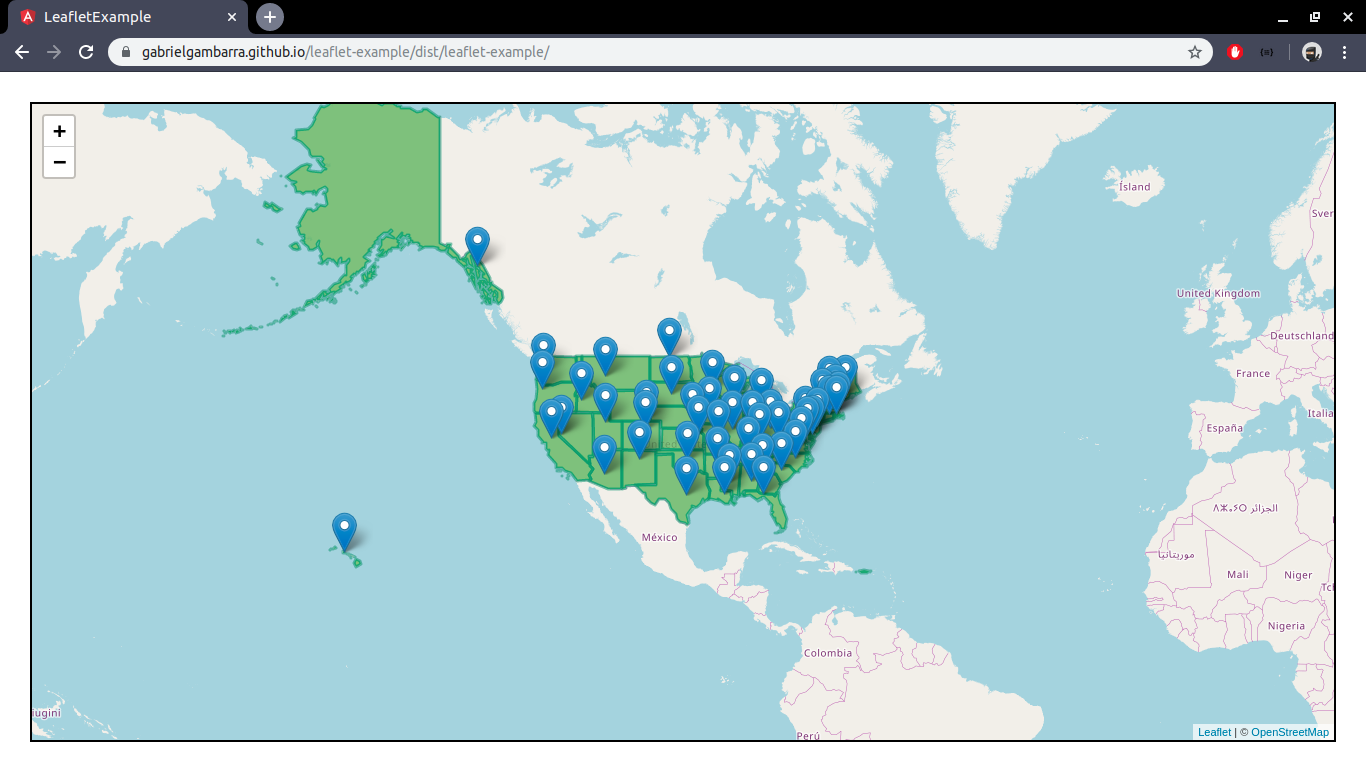 LeafletExample
gabrielgambarra.github.io/leaflet-example/dist/leaflet-example/
+
−
Ísland
Sver
United Kingdom
Deutschland
France
Italia
España
México
ⵍⵣⵣⴰⵢⴻⵔ الجزائر
موريتانيا
Mali
Niger
Nigeria
Colombia
iugini
Perú
Leaflet | © OpenStreetMap